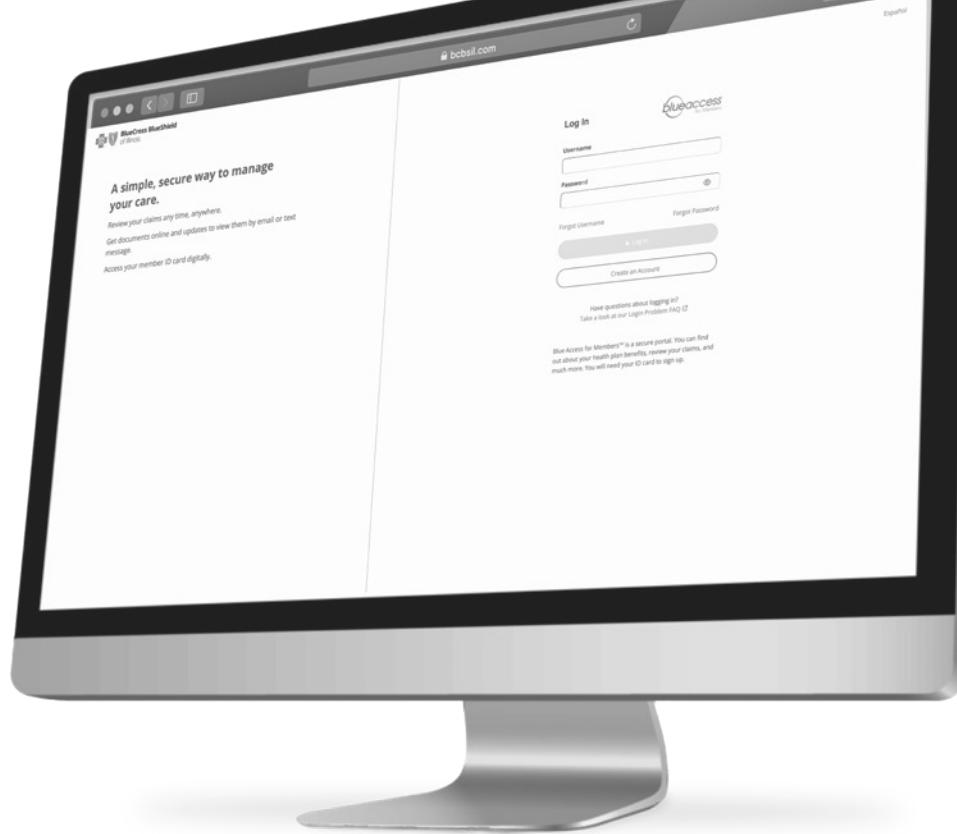 bcbsil.com
Español
BlueCross BlueShield
of Illinois
A simple, secure way to manage
your care.
Review your claims any time, anywhere.
Get documents online and updates to view them by email or text
message.
Access your member ID card digitally.
blueaccess
for Members
Log In
Username
Password
Forgot Username
Forgot Password
Log In
Create an Account
Have questions about logging in?
Take a look at our Login Problem FAQ
Blue Access for Members℠ is a secure portal. You can find
out about your health plan benefits, review your claims, and
much more. You will need your ID card to sign up.